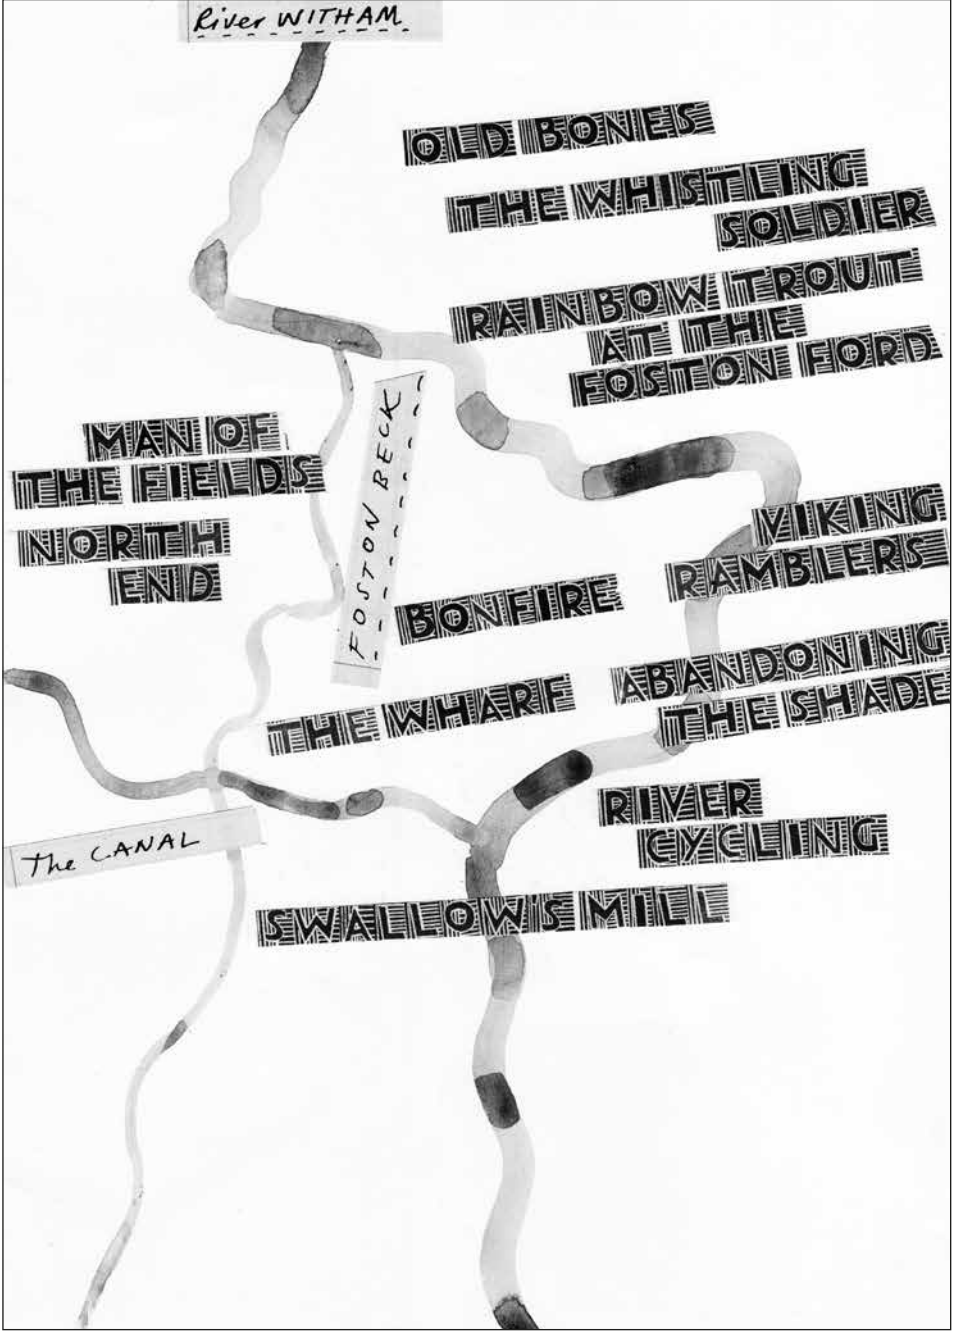 River WITHAM
OLD BONES
THE WHISTLING
SOLDIER
RAINBOW TROUT
AT THE
FOSTON FORD
FOSTON BECK
MAN OF
THE FIELDS
NORTH
END
VIKING
RAMBLERS
BONFIRE
ABANDONING
THE SHADE
THE WHARF
RIVER
CYCLING
The CANAL
SWALLOW'S MILL